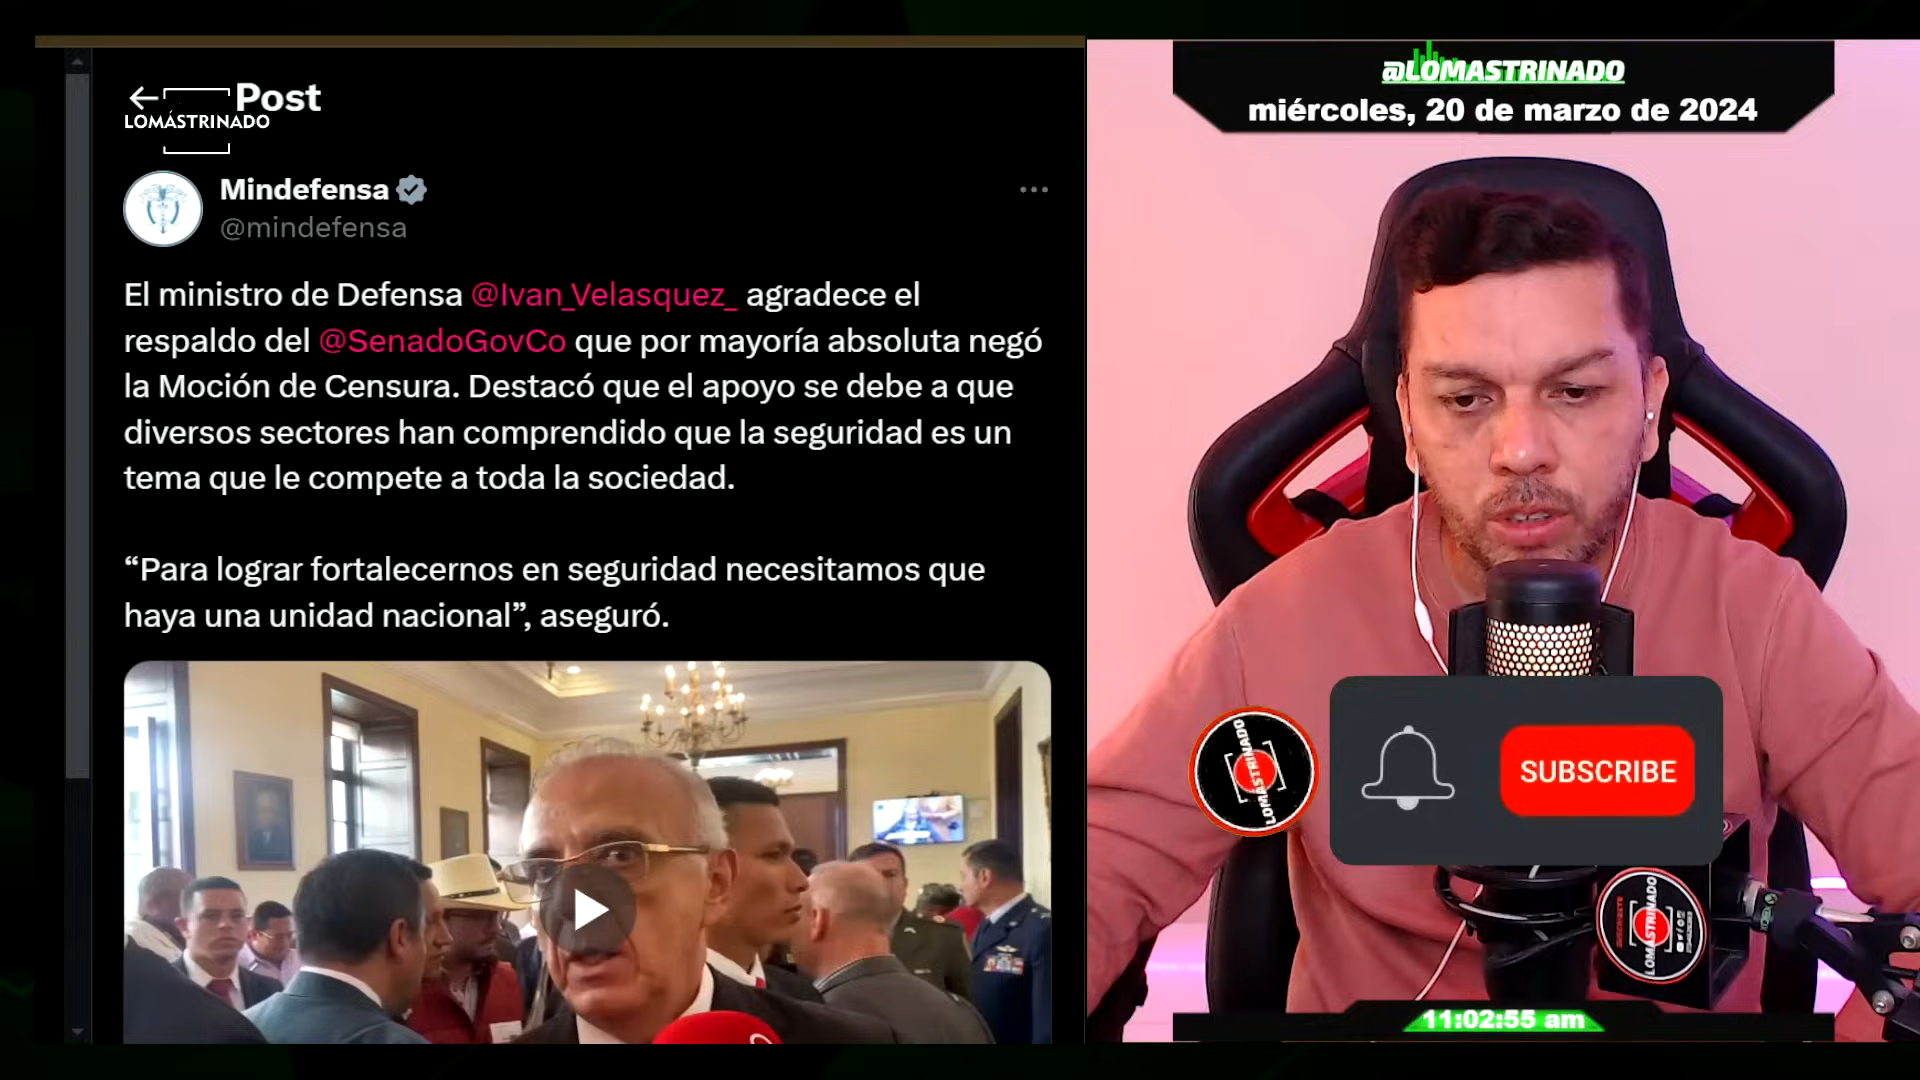 Post
LOMÁSTRINADO
Mindefensa
@mindefensa
El ministro de Defensa @Ivan_Velasquez_ agradece el
respaldo del @SenadoGovCo que por mayoría absoluta negó
la Moción de Censura. Destacó que el apoyo se debe a que
diversos sectores han comprendido que la seguridad es un
tema que le compete a toda la sociedad.
“Para lograr fortalecernos en seguridad necesitamos que
haya una unidad nacional”, aseguró.
@LOMASTRINADO
miércoles, 20 de marzo de 2024
LOMASTRINADO
SUBSCRIBE
LOMASTRINADO
11:02:55 am